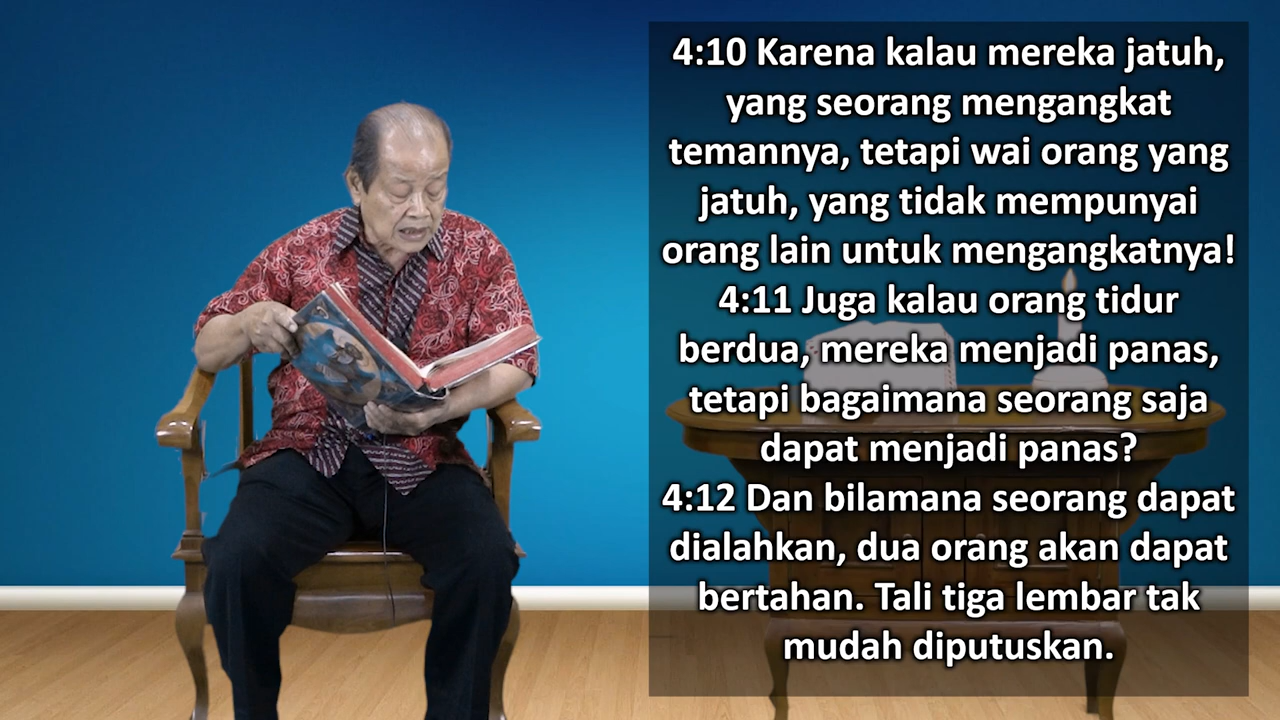 4:10 Karena kalau mereka jatuh,
yang seorang mengangkat
temannya, tetapi wai orang yang
jatuh, yang tidak mempunyai
orang lain untuk mengangkatnya!
4:11 Juga kalau orang tidur
berdua, mereka menjadi panas,
tetapi bagaimana seorang saja
dapat menjadi panas?
4:12 Dan bilamana seorang dapat
dialahkan, dua orang akan dapat
bertahan. Tali tiga lembar tak
mudah diputuskan.